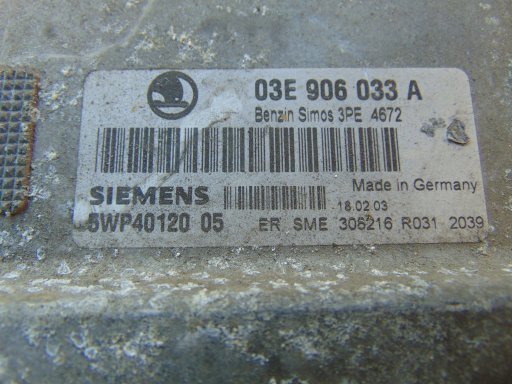 03E 906 033 A
Benzin Simos 3PE 4672
SIEMENS
Made in Germany
18.02.03
5WP40120 05 ER SME 306216 R031 2039